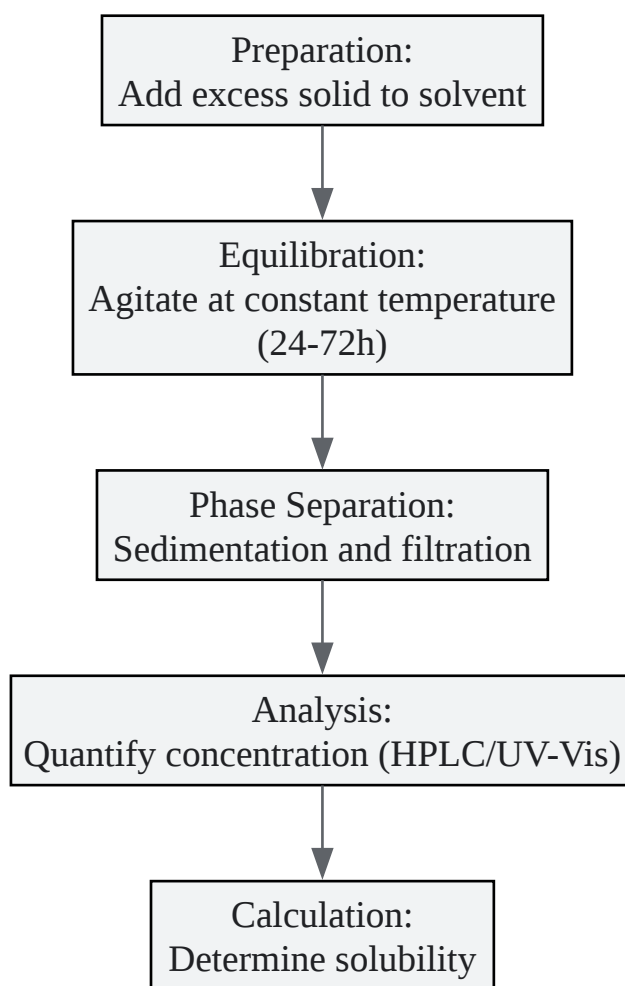 Preparation:
Add excess solid to solvent
Equilibration:
Agitate at constant temperature
(24-72h)
Phase Separation:
Sedimentation and filtration
Analysis:
Quantify concentration (HPLC/UV-Vis)
Calculation:
Determine solubility